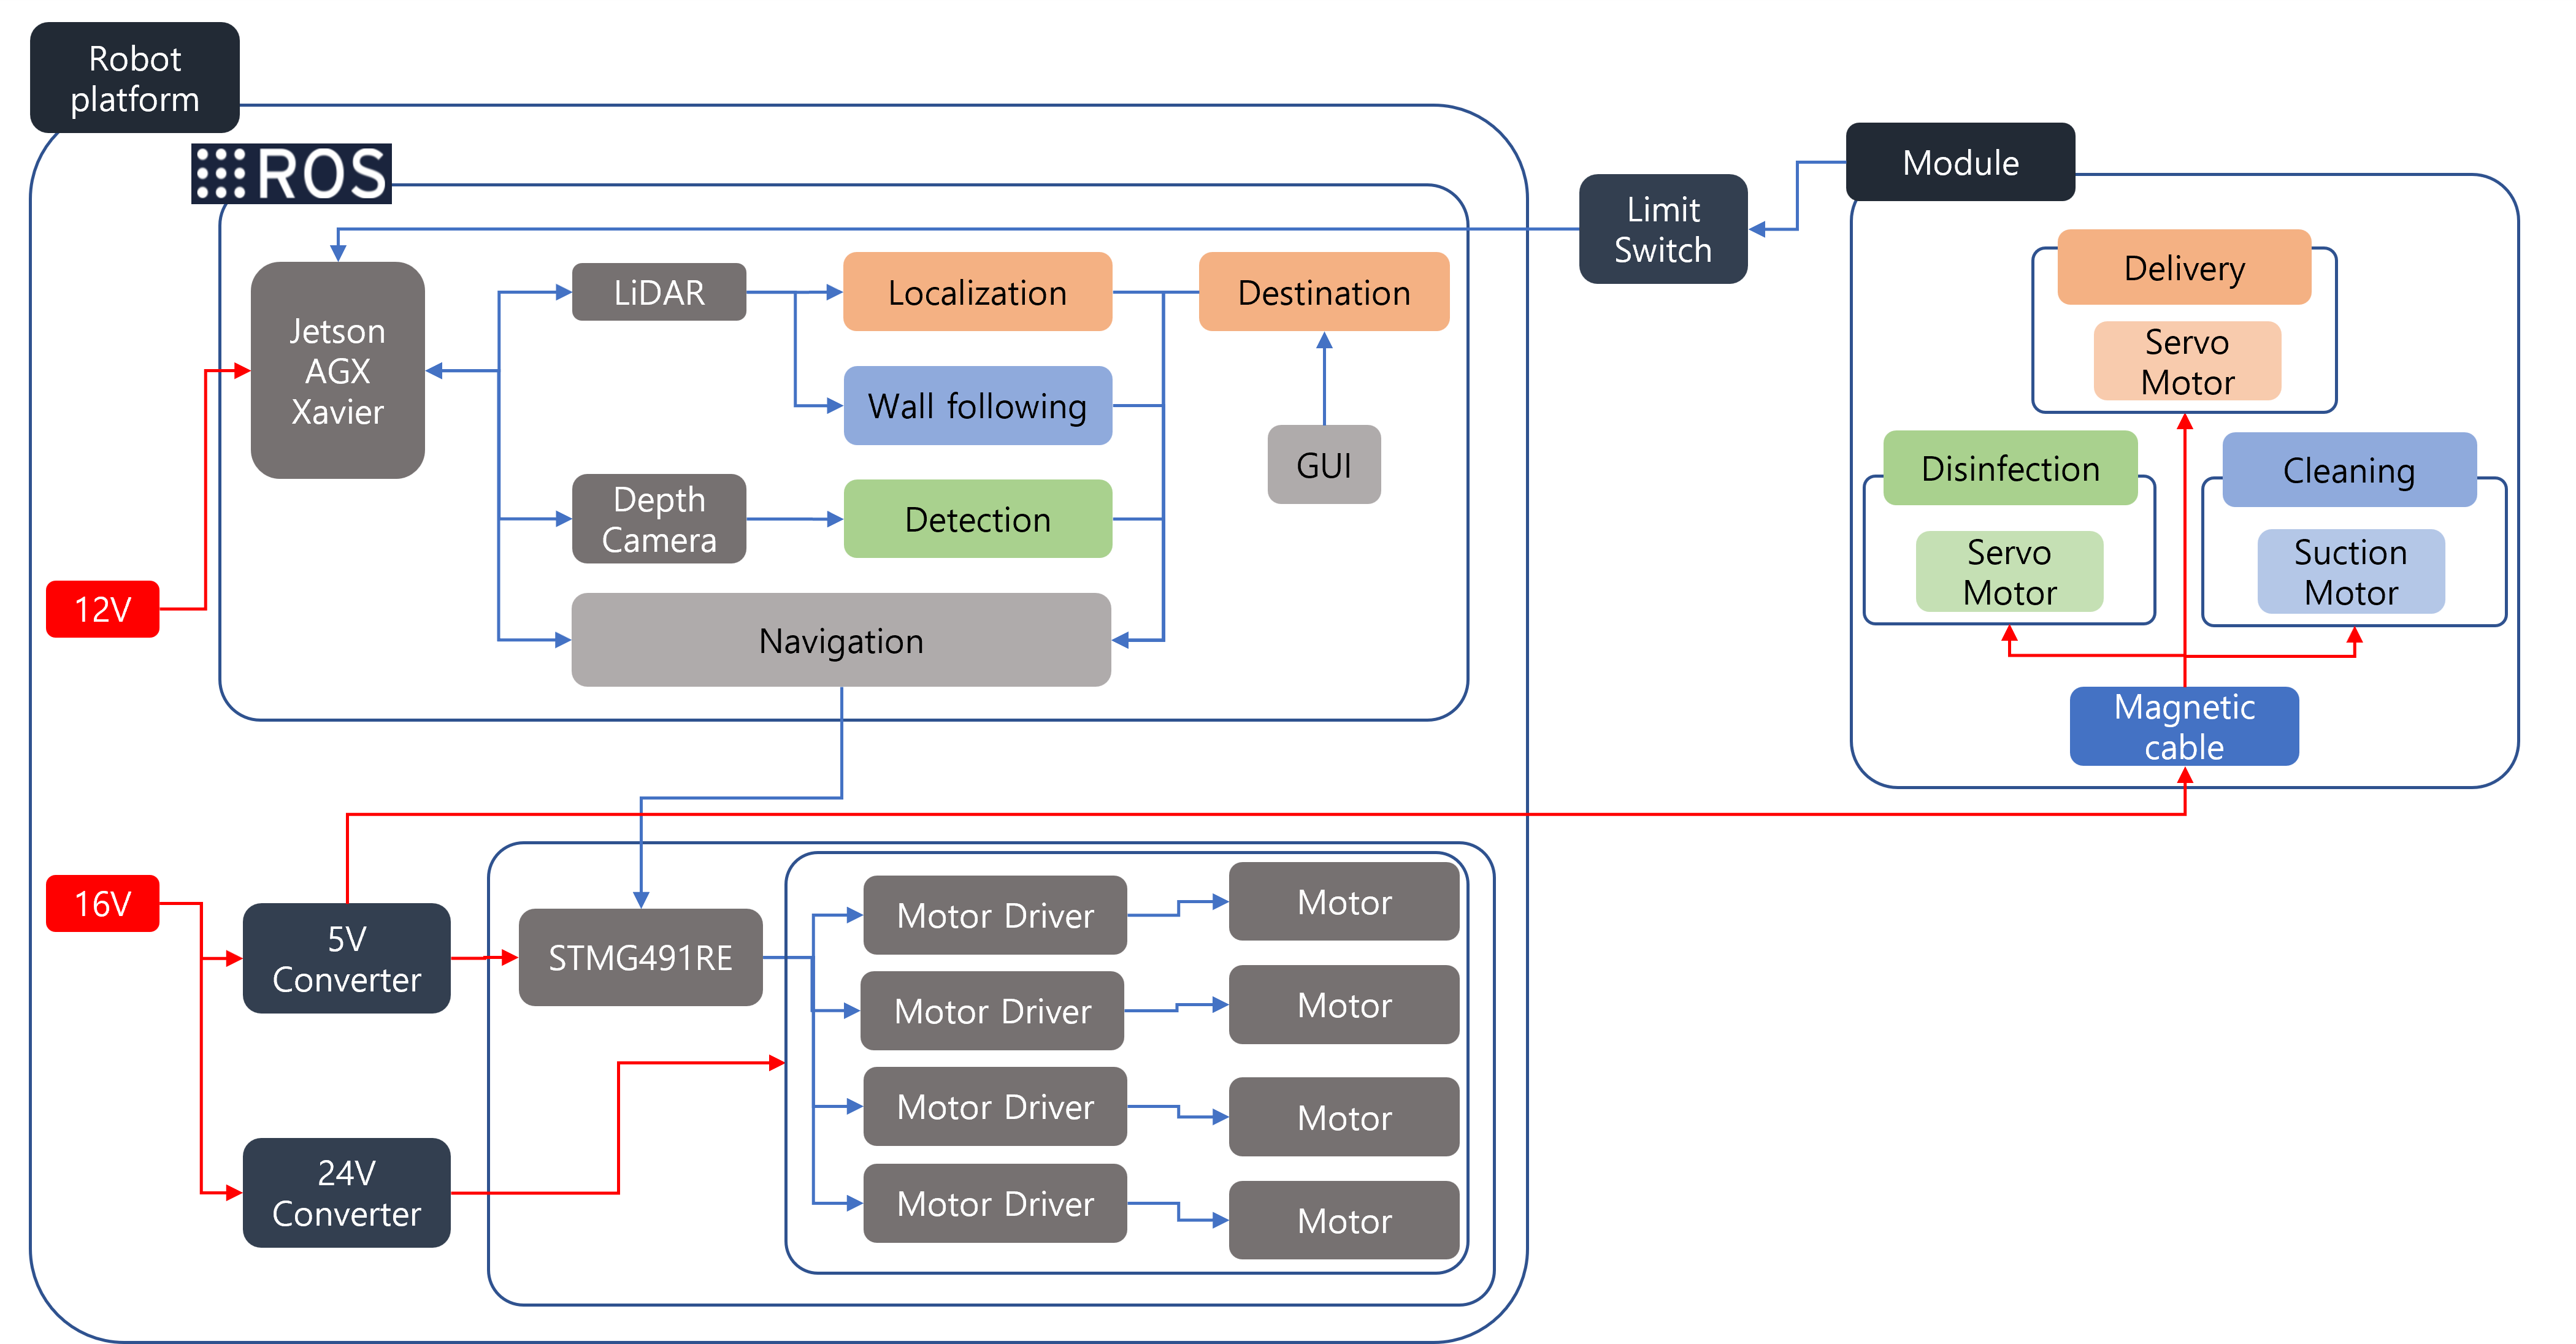 Robot
platform
ROS
Jetson
AGX
Xavier
LiDAR
Localization
Destination
Wall following
GUI
Depth
Camera
Detection
Navigation
12V
16V
5V
Converter
24V
Converter
STMG491RE
Motor Driver
Motor
Motor Driver
Motor
Motor Driver
Motor
Motor Driver
Motor
Limit
Switch
Module
Delivery
Servo
Motor
Disinfection
Servo
Motor
Cleaning
Suction
Motor
Magnetic
cable